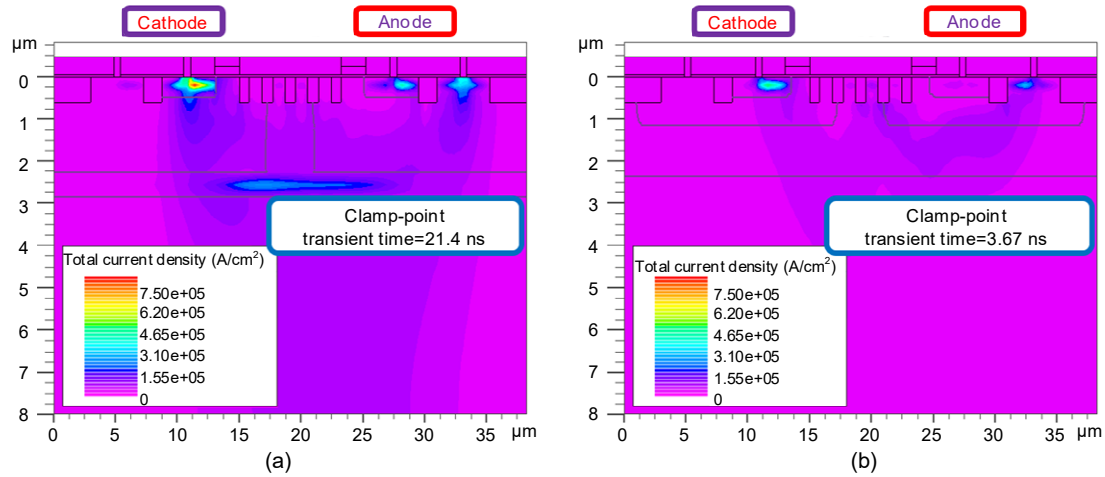 Cathode
Anode
µm
0
1
2
3
4
5
6
7
8
Clamp-point
transient time=21.4 ns
Total current density (A/cm²)
7.50e+05
6.20e+05
4.65e+05
3.10e+05
1.55e+05
0
0
5
10
15
20
25
30
35
µm
(a)
Cathode
Anode
µm
0
1
2
3
4
5
6
7
8
Clamp-point
transient time=3.67 ns
Total current density (A/cm²)
7.50e+05
6.20e+05
4.65e+05
3.10e+05
1.55e+05
0
0
5
10
15
20
25
30
35
µm
(b)